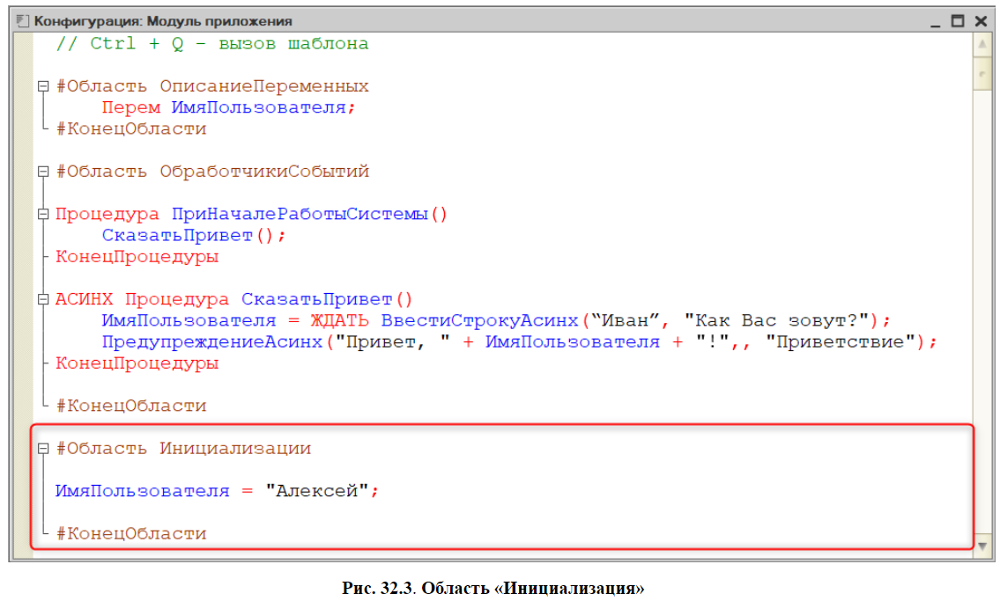 Конфигурация: Модуль приложения
// Ctrl + Q – вызов шаблона
#Область ОписаниеПеременных
Перем ИмяПользователя;
#КонецОбласти
#Область ОбработчикиСобытий
Процедура ПриНачалеРаботыСистемы()
СказатьПривет();
КонецПроцедуры
АСИНХ Процедура СказатьПривет()
ИмяПользователя = ЖДАТЬ ВвестиСтрокуАсинх(“Иван”, "Как Вас зовут?");
ПредупреждениеАсинх("Привет, " + ИмяПользователя + "!",, "Приветствие");
КонецПроцедуры
#КонецОбласти
#Область Инициализации
ИмяПользователя = "Алексей";
#КонецОбласти
Рис. 32.3. Область «Инициализация»